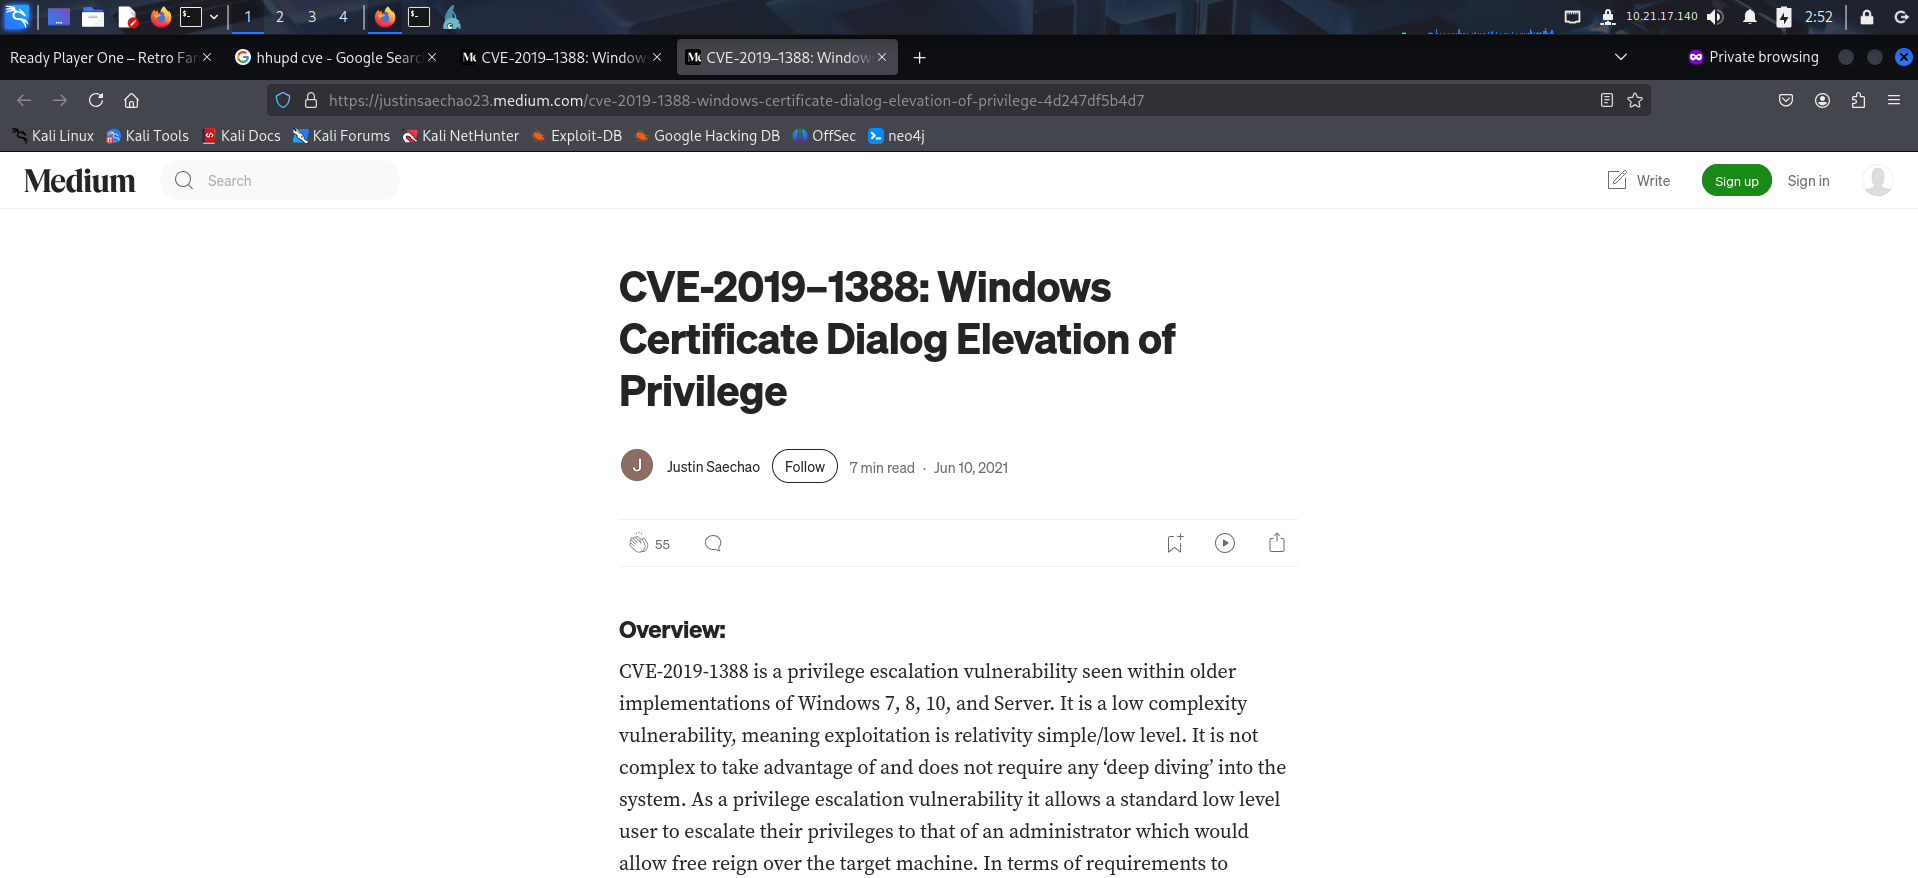 1 2 3 4 10.21.17.140 2:52
Ready Player One – Retro Fan hhupd cve - Google Searc CVE-2019–1388: Window CVE-2019–1388: Window Private browsing
https://justinsaechao23.medium.com/cve-2019-1388-windows-certificate-dialog-elevation-of-privilege-4d247df5b4d7
Kali Linux Kali Tools Kali Docs Kali Forums Kali NetHunter Exploit-DB Google Hacking DB OffSec neo4j
Medium Search Write Sign up Sign in
CVE-2019–1388: Windows
Certificate Dialog Elevation of
Privilege
J Justin Saechao Follow 7 min read · Jun 10, 2021
55
Overview:
CVE-2019-1388 is a privilege escalation vulnerability seen within older
implementations of Windows 7, 8, 10, and Server. It is a low complexity
vulnerability, meaning exploitation is relativity simple/low level. It is not
complex to take advantage of and does not require any ‘deep diving’ into the
system. As a privilege escalation vulnerability it allows a standard low level
user to escalate their privileges to that of an administrator which would
allow free reign over the target machine. In terms of requirements to